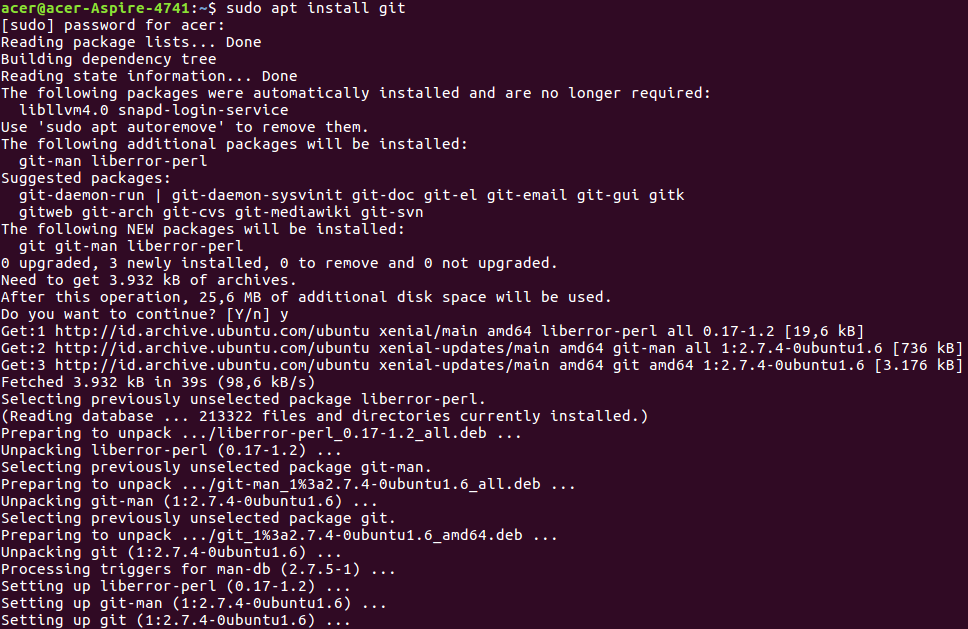 acer@acer-Aspire-4741:~$ sudo apt install git
[sudo] password for acer:
Reading package lists... Done
Building dependency tree
Reading state information... Done
The following packages were automatically installed and are no longer required:
  libllvm4.0 snapd-login-service
Use 'sudo apt autoremove' to remove them.
The following additional packages will be installed:
  git-man liberror-perl
Suggested packages:
  git-daemon-run | git-daemon-sysvinit git-doc git-el git-email git-gui gitk
  gitweb git-arch git-cvs git-mediawiki git-svn
The following NEW packages will be installed:
  git git-man liberror-perl
0 upgraded, 3 newly installed, 0 to remove and 0 not upgraded.
Need to get 3.932 kB of archives.
After this operation, 25,6 MB of additional disk space will be used.
Do you want to continue? [Y/n] y
Get:1 http://id.archive.ubuntu.com/ubuntu xenial/main amd64 liberror-perl all 0.17-1.2 [19,6 kB]
Get:2 http://id.archive.ubuntu.com/ubuntu xenial-updates/main amd64 git-man all 1:2.7.4-0ubuntu1.6 [736 kB]
Get:3 http://id.archive.ubuntu.com/ubuntu xenial-updates/main amd64 git amd64 1:2.7.4-0ubuntu1.6 [3.176 kB]
Fetched 3.932 kB in 39s (98,6 kB/s)
Selecting previously unselected package liberror-perl.
(Reading database ... 213322 files and directories currently installed.)
Preparing to unpack .../liberror-perl_0.17-1.2_all.deb ...
Unpacking liberror-perl (0.17-1.2) ...
Selecting previously unselected package git-man.
Preparing to unpack .../git-man_1%3a2.7.4-0ubuntu1.6_all.deb ...
Unpacking git-man (1:2.7.4-0ubuntu1.6) ...
Selecting previously unselected package git.
Preparing to unpack .../git_1%3a2.7.4-0ubuntu1.6_amd64.deb ...
Unpacking git (1:2.7.4-0ubuntu1.6) ...
Processing triggers for man-db (2.7.5-1) ...
Setting up liberror-perl (0.17-1.2) ...
Setting up git-man (1:2.7.4-0ubuntu1.6) ...
Setting up git (1:2.7.4-0ubuntu1.6) ...